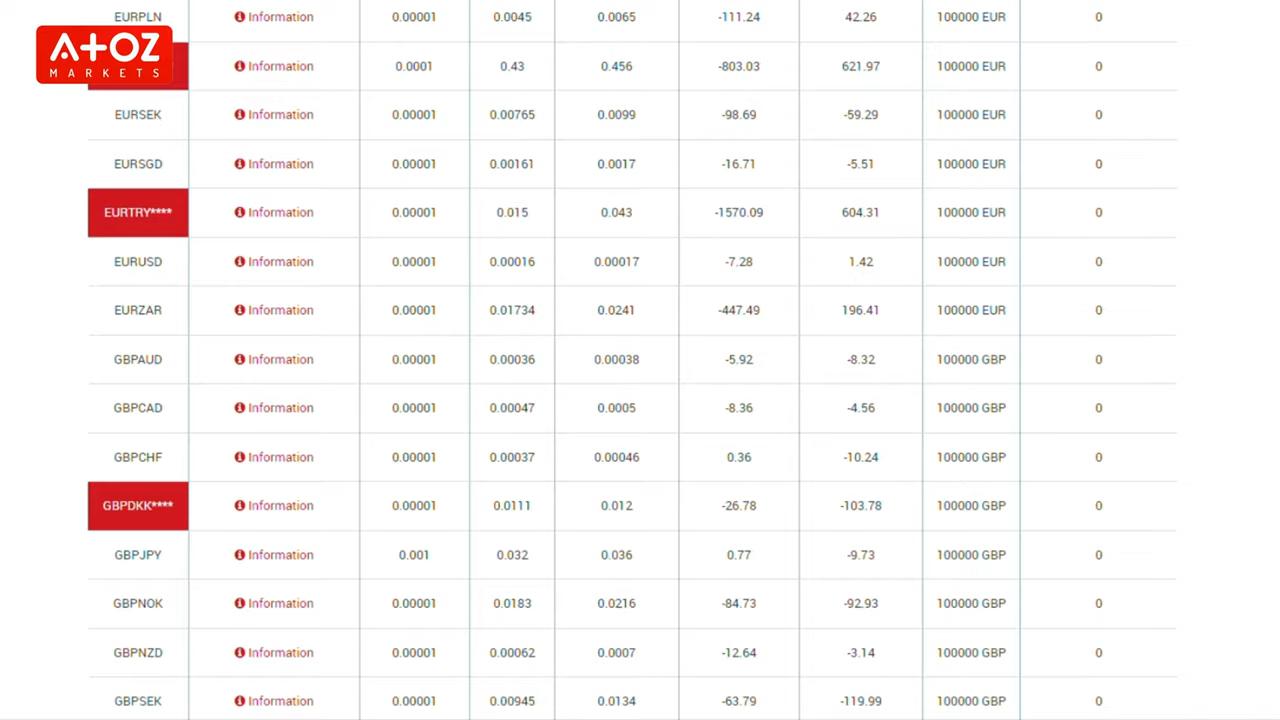 EURPLN Information 0.00001 0.0045 0.0065 -111.24 42.26 100000 EUR 0
A+OZ
MARKETS
Information 0.0001 0.43 0.456 -803.03 621.97 100000 EUR 0
EURSEK Information 0.00001 0.00765 0.0099 -98.69 -59.29 100000 EUR 0
EURSGD Information 0.00001 0.00161 0.0017 -16.71 -5.51 100000 EUR 0
EURTRY**** Information 0.00001 0.015 0.043 -1570.09 604.31 100000 EUR 0
EURUSD Information 0.00001 0.00016 0.00017 -7.28 1.42 100000 EUR 0
EURZAR Information 0.00001 0.01734 0.0241 -447.49 196.41 100000 EUR 0
GBPAUD Information 0.00001 0.00036 0.00038 -5.92 -8.32 100000 GBP 0
GBPCAD Information 0.00001 0.00047 0.0005 -8.36 -4.56 100000 GBP 0
GBPCHF Information 0.00001 0.00037 0.00046 0.36 -10.24 100000 GBP 0
GBPDKK**** Information 0.00001 0.0111 0.012 -26.78 -103.78 100000 GBP 0
GBPJPY Information 0.001 0.032 0.036 0.77 -9.73 100000 GBP 0
GBPNOK Information 0.00001 0.0183 0.0216 -84.73 -92.93 100000 GBP 0
GBPNZD Information 0.00001 0.00062 0.0007 -12.64 -3.14 100000 GBP 0
GBPSEK Information 0.00001 0.00945 0.0134 -63.79 -119.99 100000 GBP 0